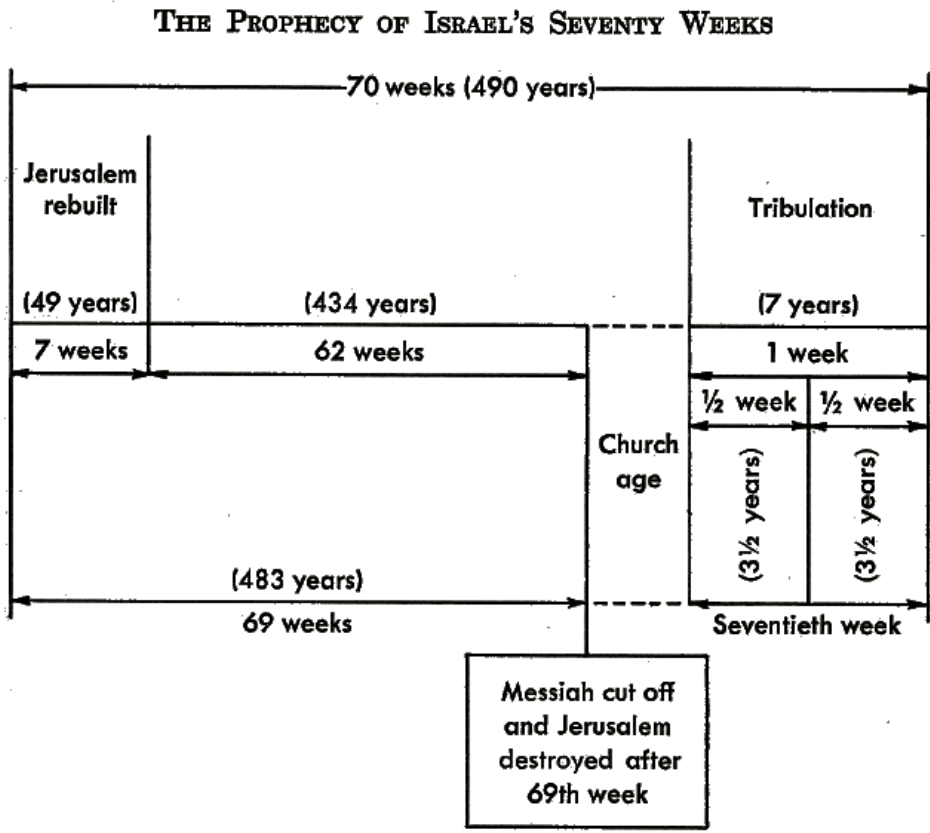 THE PROPHECY OF ISRAEL'S SEVENTY WEEKS
70 weeks (490 years)
Jerusalem
rebuilt
Tribulation
(49 years)
(434 years)
(7 years)
7 weeks
62 weeks
1 week
½ week
½ week
Church
age
(3½ years)
(3½ years)
(483 years)
69 weeks
Seventieth week
Messiah cut off
and Jerusalem
destroyed after
69th week